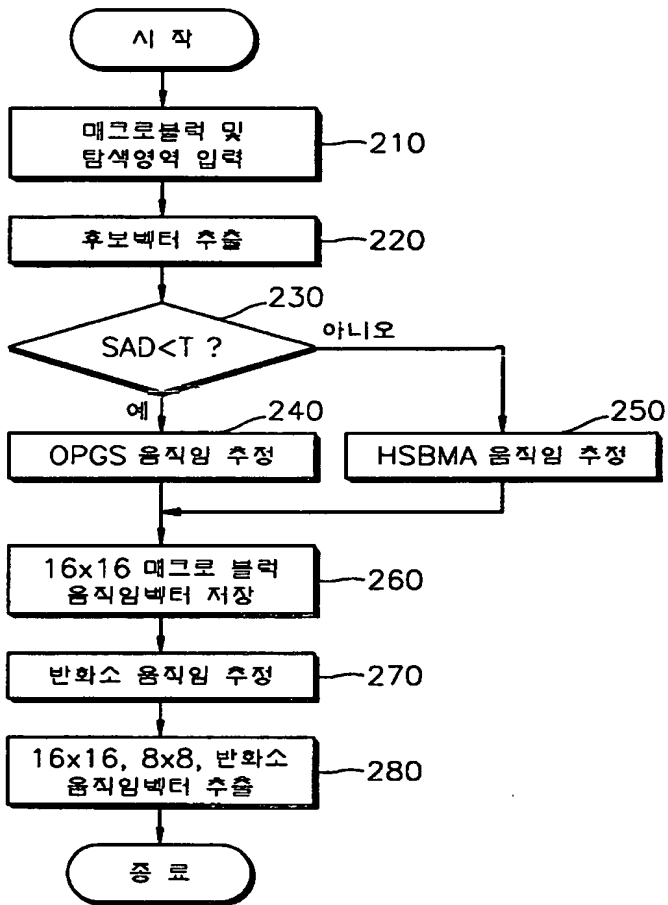 시 작
매크로블럭 및
탐색영역 입력
210
후보벡터 추출
220
230
SAD<T ?
아니오
예
240
250
OPGS 움직임 추정
HSBMA 움직임 추정
16x16 매크로 블럭
움직임벡터 저장
260
반화소 움직임 추정
270
16x16, 8x8, 반화소
움직임벡터 추출
280
종 료